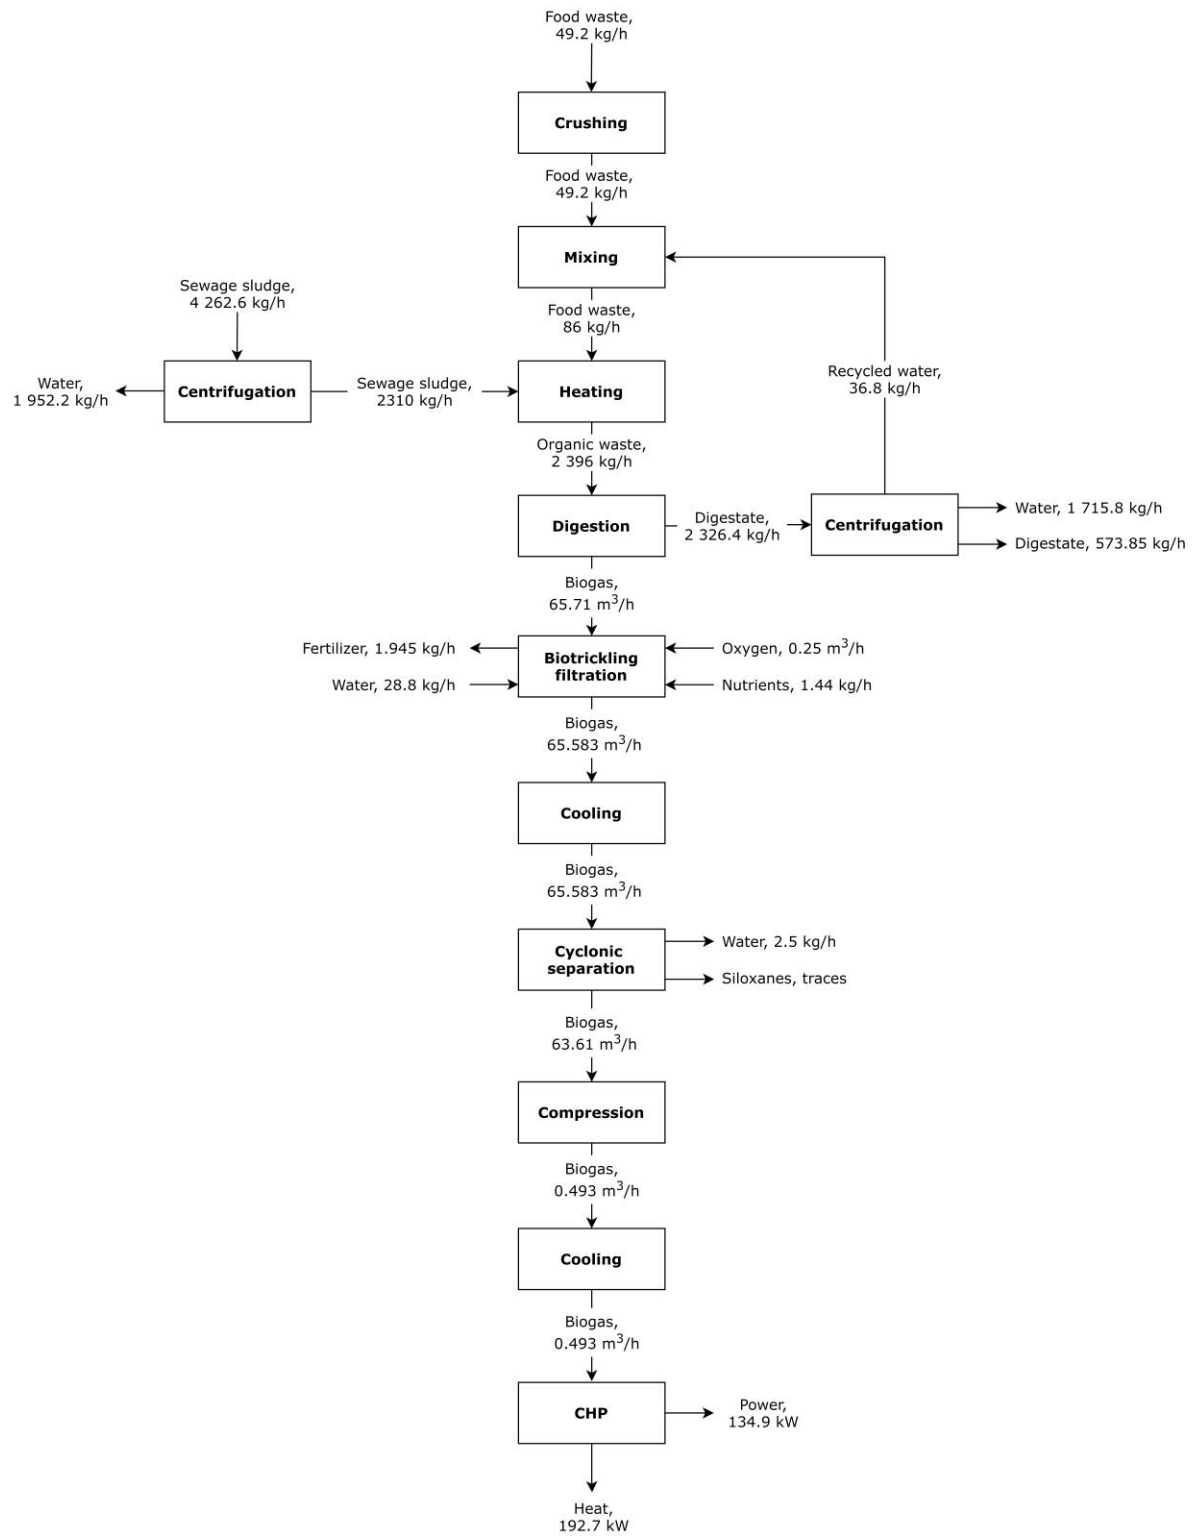 Food waste,
49.2 kg/h
Crushing
Food waste,
49.2 kg/h
Mixing
Sewage sludge,
4 262.6 kg/h
Food waste,
86 kg/h
Recycled water,
36.8 kg/h
Water,
1 952.2 kg/h
Centrifugation
Sewage sludge,
2310 kg/h
Heating
Organic waste,
2 396 kg/h
Digestion
Digestate,
2 326.4 kg/h
Centrifugation
Water, 1 715.8 kg/h
Digestate, 573.85 kg/h
Biogas,
65.71 m³/h
Fertilizer, 1.945 kg/h
Water, 28.8 kg/h
Biotrickling
filtration
Oxygen, 0.25 m³/h
Nutrients, 1.44 kg/h
Biogas,
65.583 m³/h
Cooling
Biogas,
65.583 m³/h
Cyclonic
separation
Water, 2.5 kg/h
Siloxanes, traces
Biogas,
63.61 m³/h
Compression
Biogas,
0.493 m³/h
Cooling
Biogas,
0.493 m³/h
CHP
Power,
134.9 kW
Heat,
192.7 kW